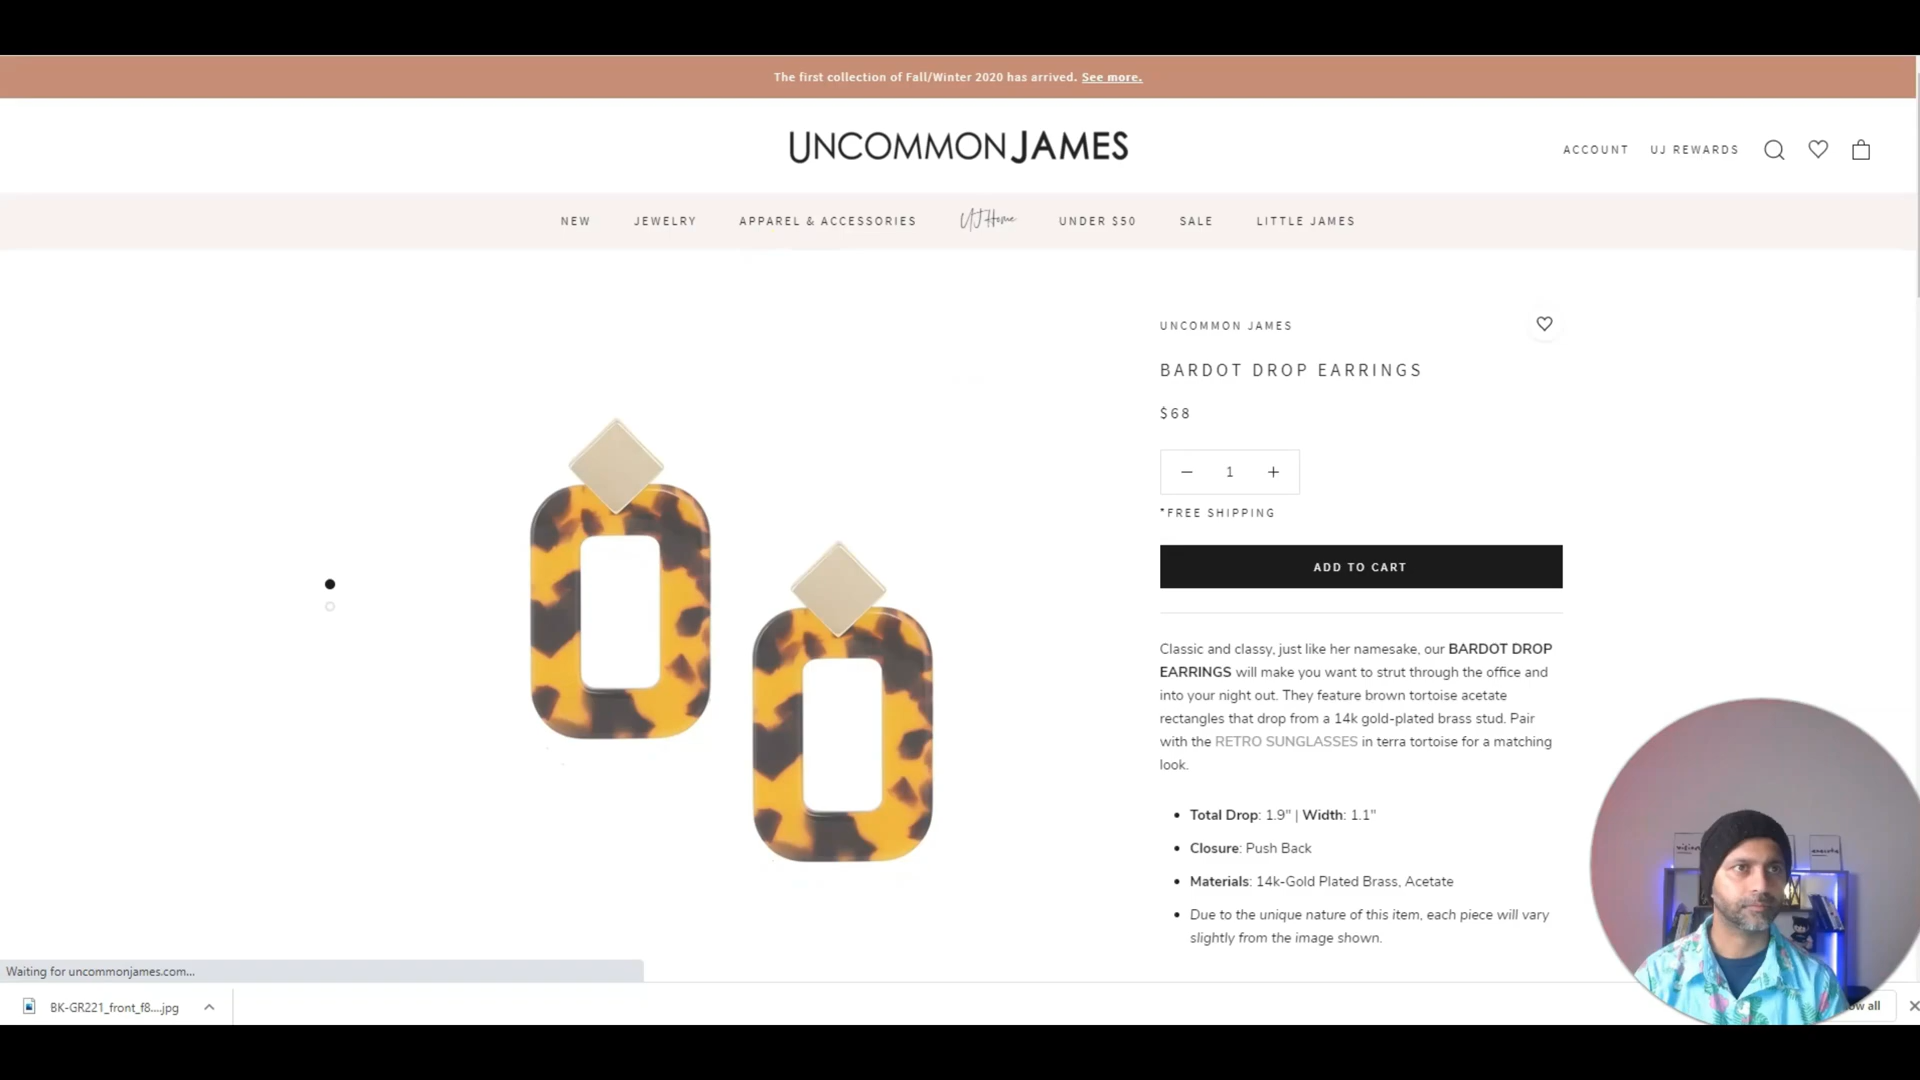 The first collection of Fall/Winter 2020 has arrived. See more.
UNCOMMON JAMES
ACCOUNT
UJ REWARDS
NEW
JEWELRY
APPAREL & ACCESSORIES
UJ Home
UNDER $50
SALE
LITTLE JAMES
UNCOMMON JAMES
BARDOT DROP EARRINGS
$68
1
*FREE SHIPPING
ADD TO CART
Classic and classy, just like her namesake, our BARDOT DROP
EARRINGS will make you want to strut through the office and
into your night out. They feature brown tortoise acetate
rectangles that drop from a 14k gold-plated brass stud. Pair
with the RETRO SUNGLASSES in terra tortoise for a matching
look.
Total Drop: 1.9" | Width: 1.1"
Closure: Push Back
Materials: 14k-Gold Plated Brass, Acetate
Due to the unique nature of this item, each piece will vary
slightly from the image shown.
Waiting for uncommonjames.com...
BK-GR221_front_f8....jpg
all